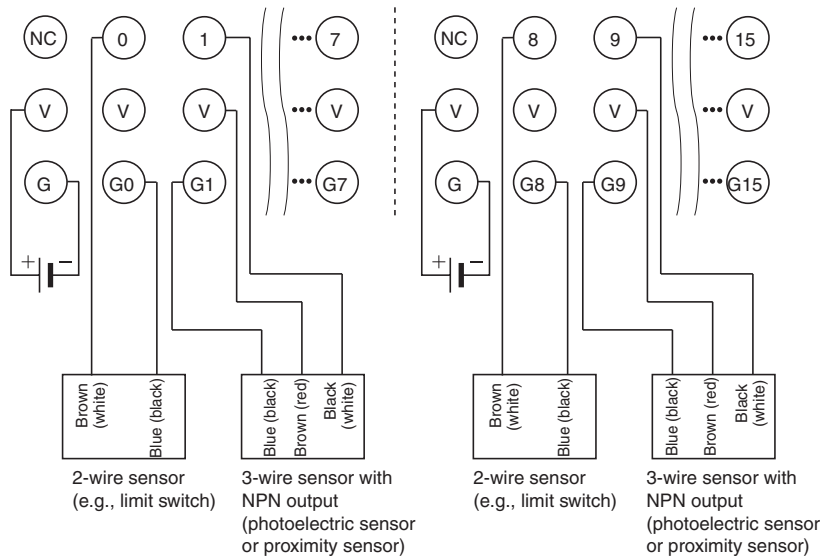 NC 0 1 ••• 7 NC 8 9 ••• 15
V V V ••• V V V V ••• V
G G0 G1 ••• G7 G G8 G9 ••• G15
+ − + −
Brown (white)
Blue (black)
Blue (black)
Brown (red)
Black (white)
Brown (white)
Blue (black)
Blue (black)
Brown (red)
Black (white)
2-wire sensor
(e.g., limit switch)
3-wire sensor with
NPN output
(photoelectric sensor
or proximity sensor)
2-wire sensor
(e.g., limit switch)
3-wire sensor with
NPN output
(photoelectric sensor
or proximity sensor)